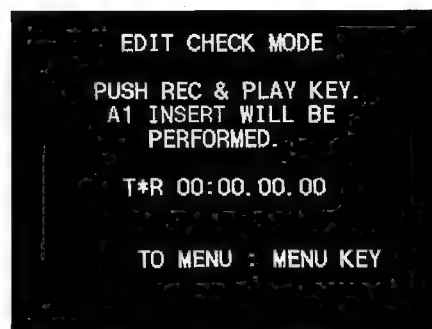 EDIT CHECK MODE
PUSH REC & PLAY KEY.
A1 INSERT WILL BE
PERFORMED.
T*R 00:00.00.00
TO MENU : MENU KEY